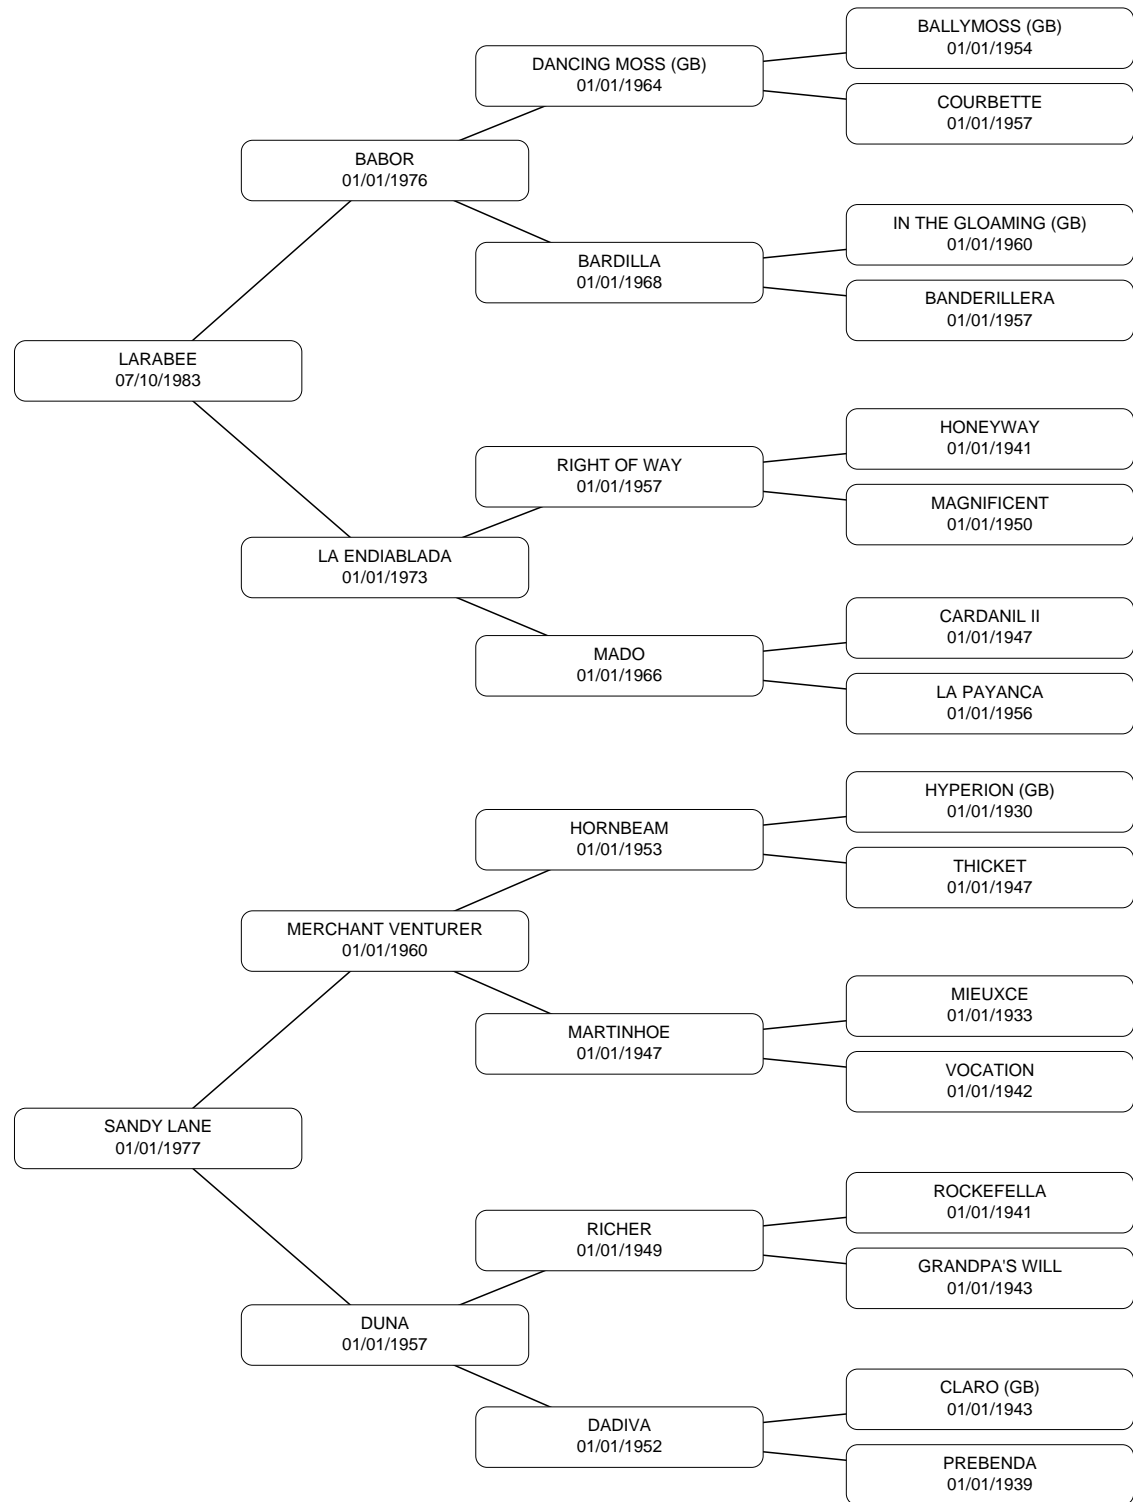 BALLYMOSS (GB)
01/01/1954
DANCING MOSS (GB)
01/01/1964
COURBETTE
01/01/1957
BABOR
01/01/1976
IN THE GLOAMING (GB)
01/01/1960
BARDILLA
01/01/1968
BANDERILLERA
01/01/1957
LARABEE
07/10/1983
HONEYWAY
01/01/1941
RIGHT OF WAY
01/01/1957
MAGNIFICENT
01/01/1950
LA ENDIABLADA
01/01/1973
CARDANIL II
01/01/1947
MADO
01/01/1966
LA PAYANCA
01/01/1956
HYPERION (GB)
01/01/1930
HORNBEAM
01/01/1953
THICKET
01/01/1947
MERCHANT VENTURER
01/01/1960
MIEUXCE
01/01/1933
MARTINHOE
01/01/1947
VOCATION
01/01/1942
SANDY LANE
01/01/1977
ROCKEFELLA
01/01/1941
RICHER
01/01/1949
GRANDPA'S WILL
01/01/1943
DUNA
01/01/1957
CLARO (GB)
01/01/1943
DADIVA
01/01/1952
PREBENDA
01/01/1939